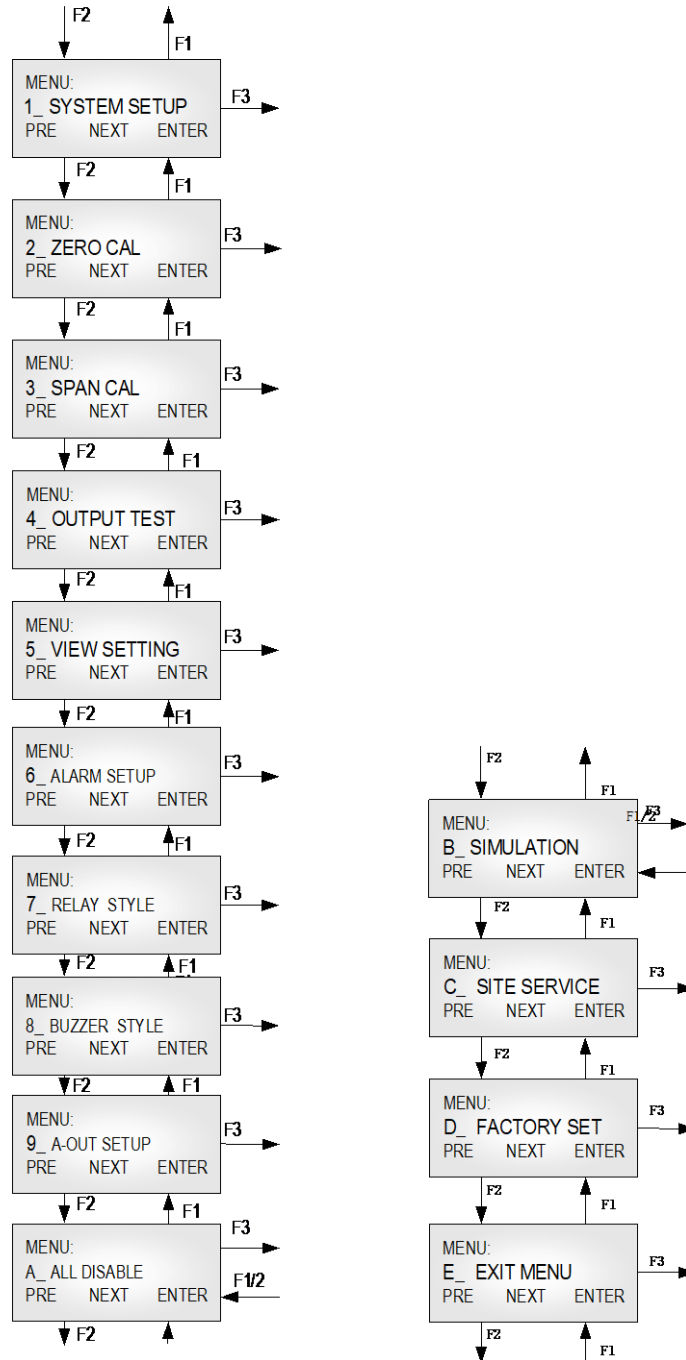 F2
F1
MENU:
1_ SYSTEM SETUP
PRE NEXT ENTER
F3
F2
F1
MENU:
2_ ZERO CAL
PRE NEXT ENTER
F3
F2
F1
MENU:
3_ SPAN CAL
PRE NEXT ENTER
F3
F2
F1
MENU:
4_ OUTPUT TEST
PRE NEXT ENTER
F3
F2
F1
MENU:
5_ VIEW SETTING
PRE NEXT ENTER
F3
F2
F1
MENU:
6_ ALARM SETUP
PRE NEXT ENTER
F3
F2
F1
MENU:
7_ RELAY STYLE
PRE NEXT ENTER
F3
F2
F1
MENU:
8_ BUZZER STYLE
PRE NEXT ENTER
F3
F2
F1
MENU:
9_ A-OUT SETUP
PRE NEXT ENTER
F3
F2
F1
MENU:
A_ ALL DISABLE
PRE NEXT ENTER
F3
F1/2
F2
F2
F1
MENU:
B_ SIMULATION
PRE NEXT ENTER
F3
F1/2
F2
F1
MENU:
C_ SITE SERVICE
PRE NEXT ENTER
F3
F2
F1
MENU:
D_ FACTORY SET
PRE NEXT ENTER
F3
F2
F1
MENU:
E_ EXIT MENU
PRE NEXT ENTER
F3
F2
F1